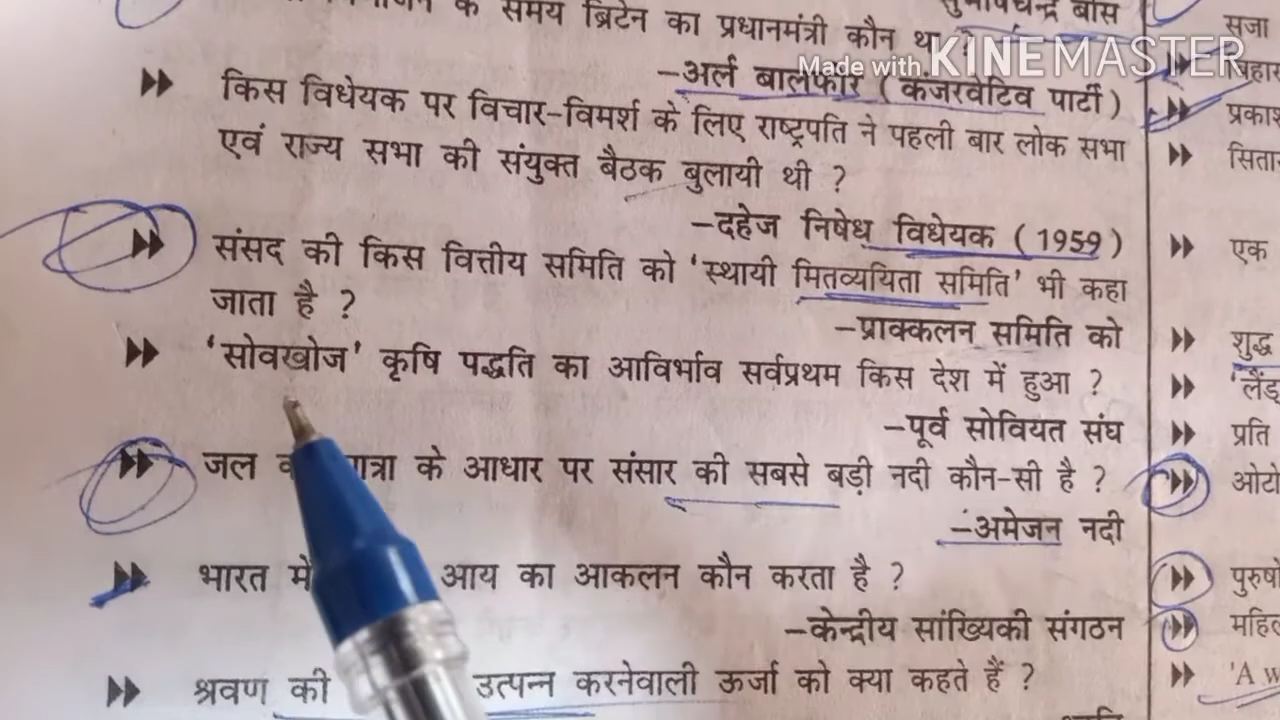 के समय ब्रिटेन का प्रधानमंत्री कौन था ?
सुभाषचन्द्र बोस
Made with KINEMASTER
–अर्ल बालफोर ( कंजरवेटिव पार्टी )
किस विधेयक पर विचार-विमर्श के लिए राष्ट्रपति ने पहली बार लोक सभा
एवं राज्य सभा की संयुक्त बैठक बुलायी थी ?
–दहेज निषेध विधेयक ( 1959 )
संसद की किस वित्तीय समिति को ‘स्थायी मितव्ययिता समिति’ भी कहा
जाता है ?
–प्राक्कलन समिति को
‘सोवखोज’ कृषि पद्धति का आविर्भाव सर्वप्रथम किस देश में हुआ ?
–पूर्व सोवियत संघ
जल के आधार पर संसार की सबसे बड़ी नदी कौन-सी है ?
–अमेजन नदी
भारत में आय का आकलन कौन करता है ?
–केन्द्रीय सांख्यिकी संगठन
श्रवण की उत्पन्न करनेवाली ऊर्जा को क्या कहते हैं ?
सजा
एक
शुद्ध
प्रति
'A w